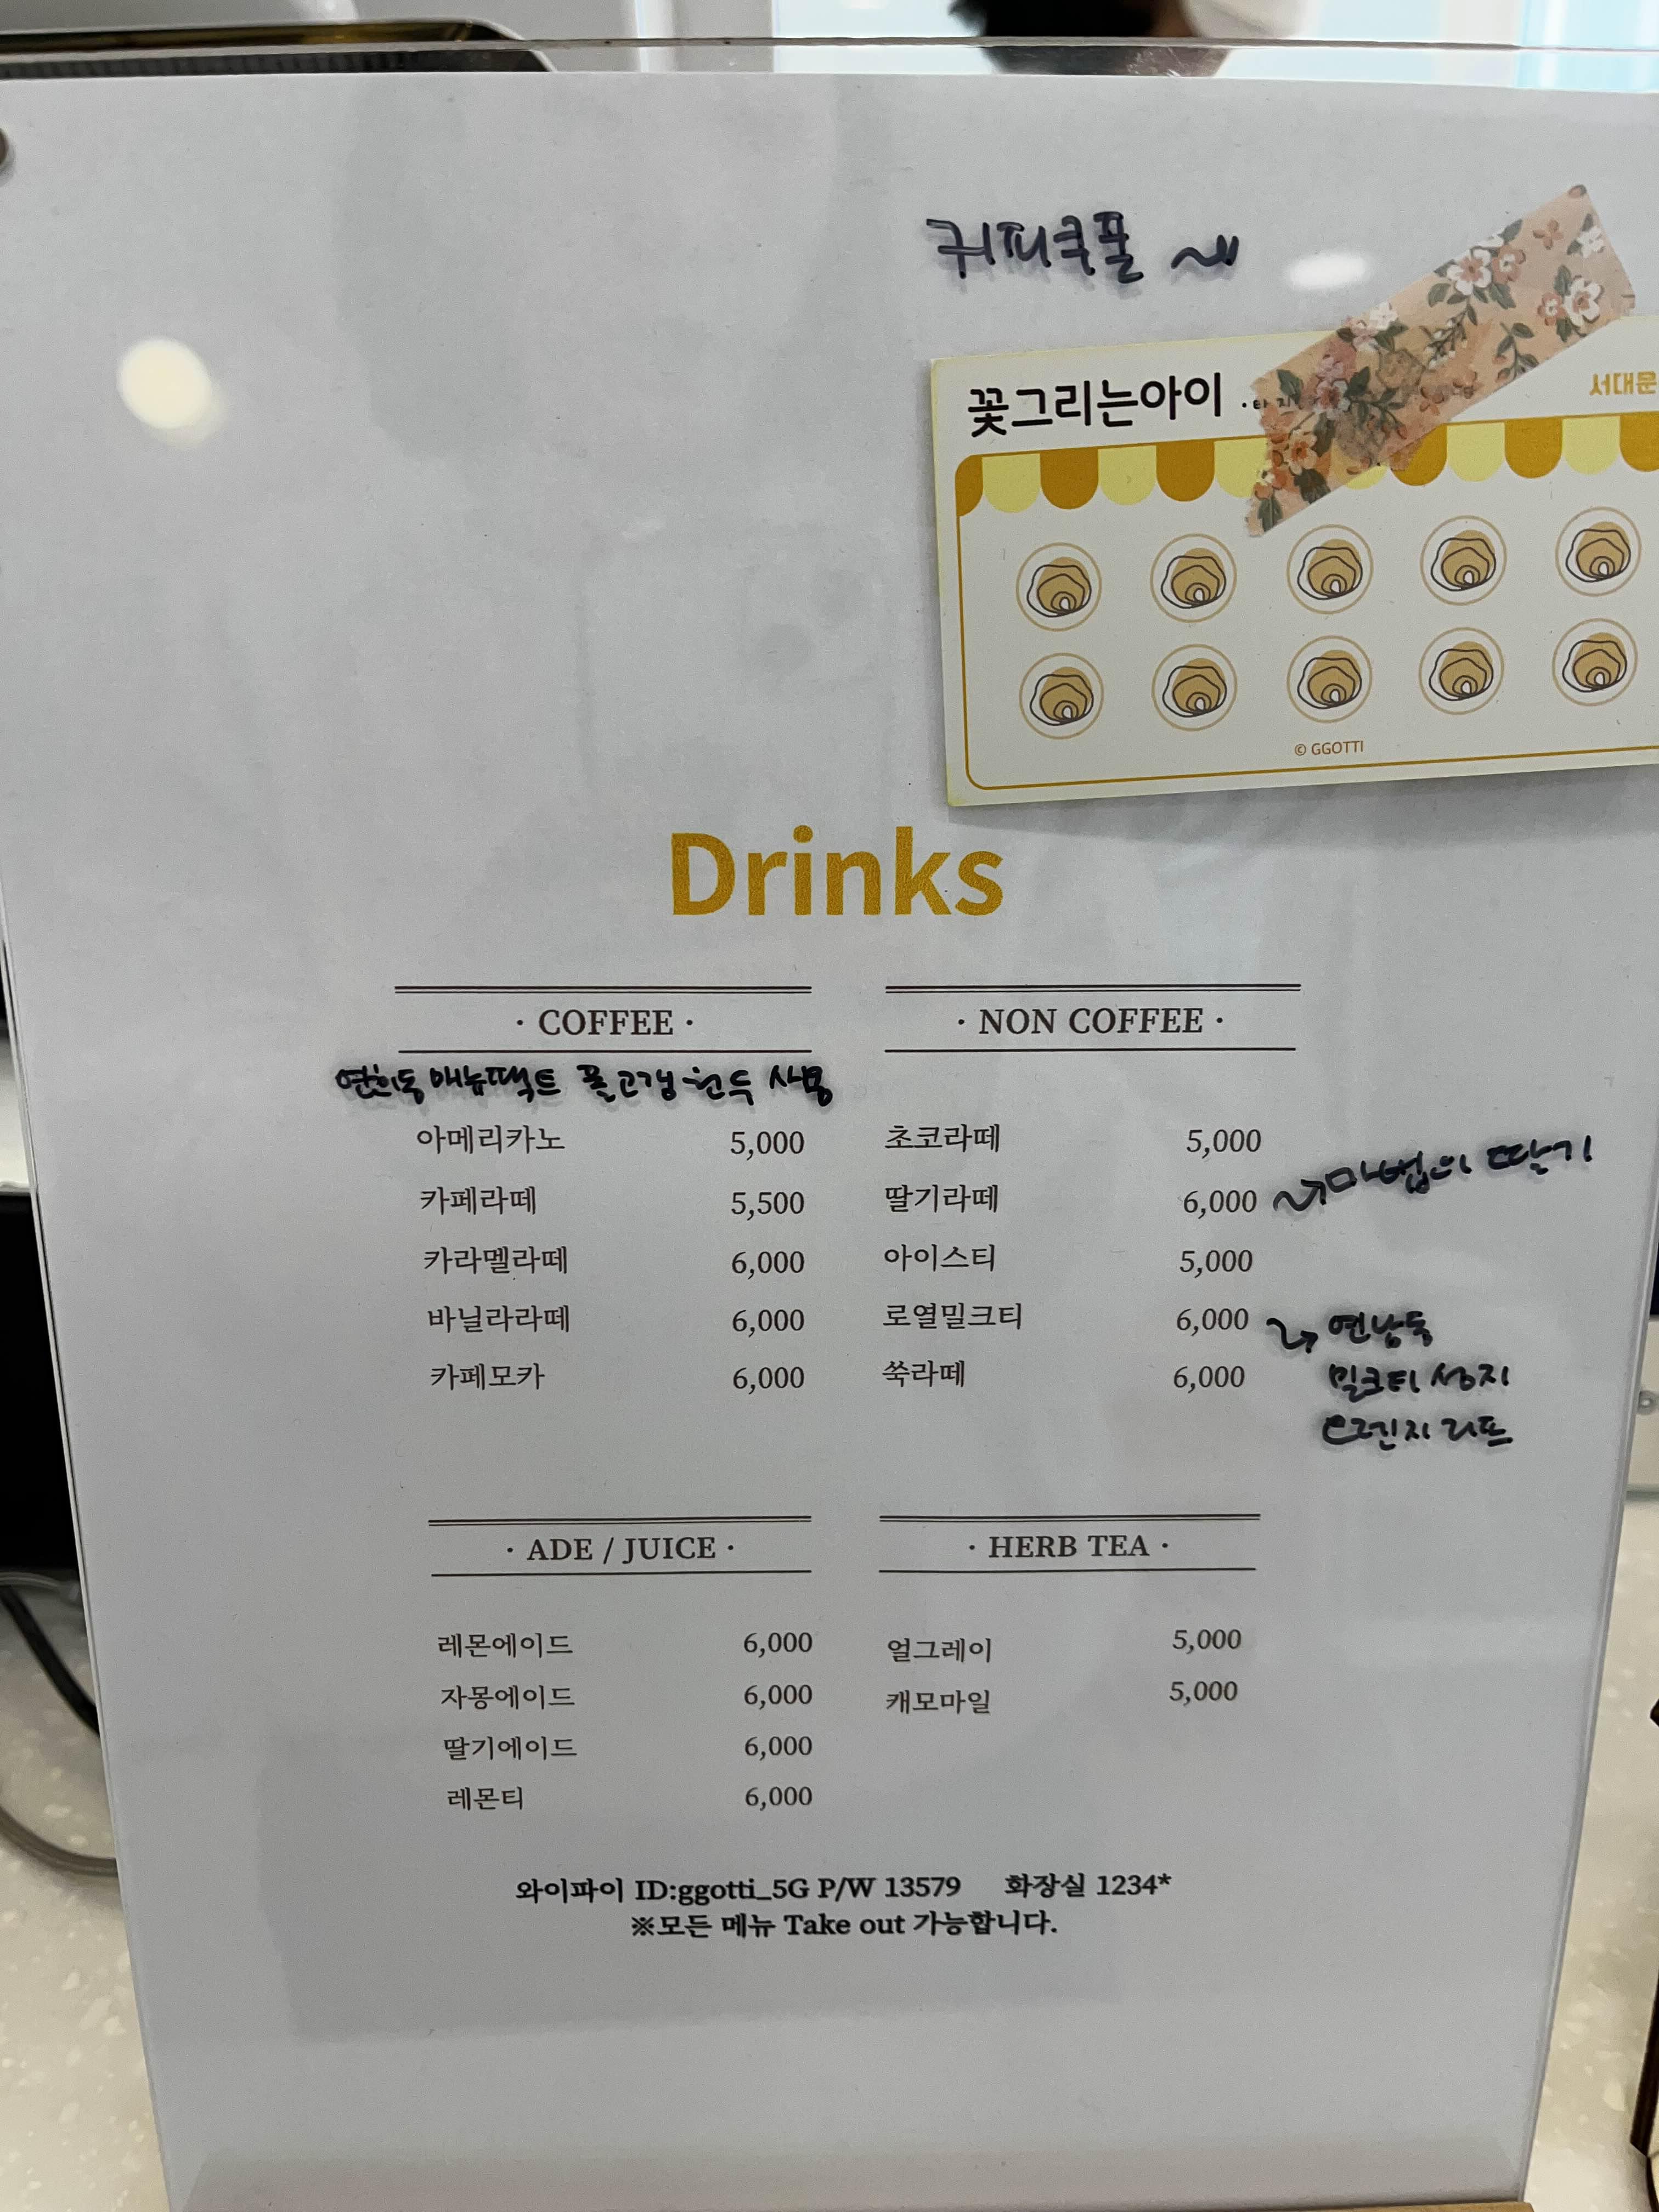 커피쿠폰
꽃그리는아이
서대문
© GGOTTI
Drinks
· COFFEE ·
연희동 매뉴팩트 원두 사용
아메리카노 5,000
카페라떼 5,500
카라멜라떼 6,000
바닐라라떼 6,000
카페모카 6,000
· NON COFFEE ·
초코라떼 5,000
딸기라떼 6,000 마법의 딸기
아이스티 5,000
로열밀크티 6,000 연남동
밀크티 성지
쑥라떼 6,000
· ADE / JUICE ·
레몬에이드 6,000
자몽에이드 6,000
딸기에이드 6,000
레몬티 6,000
· HERB TEA ·
얼그레이 5,000
캐모마일 5,000
와이파이 ID:ggotti_5G P/W 13579 화장실 1234*
※모든 메뉴 Take out 가능합니다.